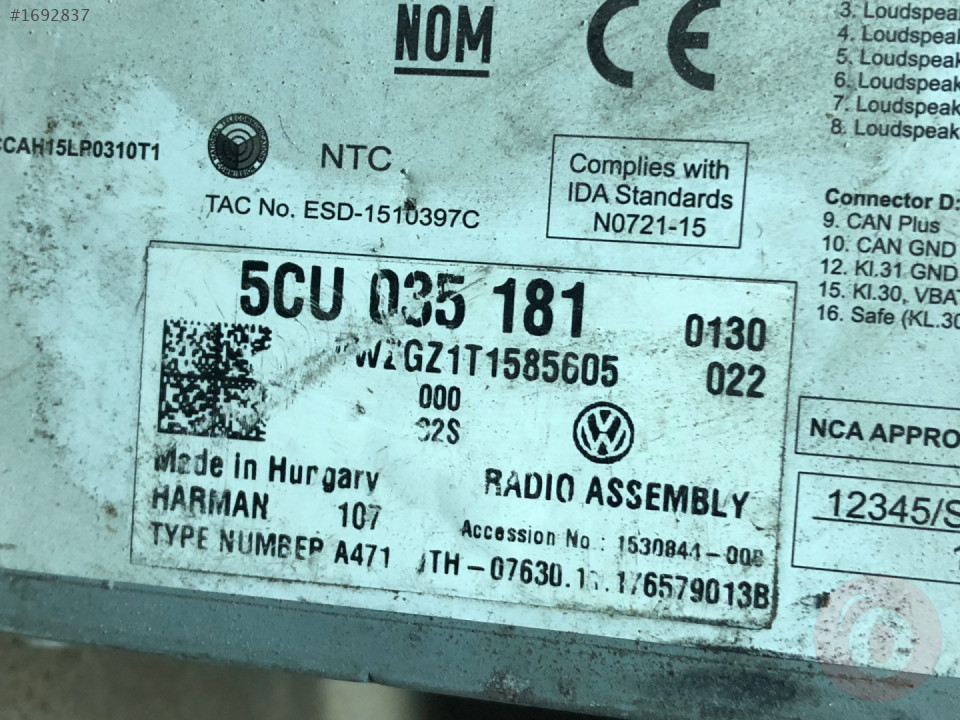 #1692837
NOM
CE
3. Loudspea
4. Loudspeak
5. Loudspeak
6. Loudspeak
7. Loudspeak
8. Loudspeak
CCAH15LP0310T1
NTC
TAC No. ESD-1510397C
Complies with
IDA Standards
N0721-15
Connector D:
9. CAN Plus
10. CAN GND
12. Kl.31 GND
15. Kl.30, VBAT
16. Safe (KL.30
5CU 035 181
0130
022
000
Made in Hungary
HARMAN 107
RADIO ASSEMBLY
Accession No : 1530844-
TYPE NUMBER A471
NCA APPRO
12345/S